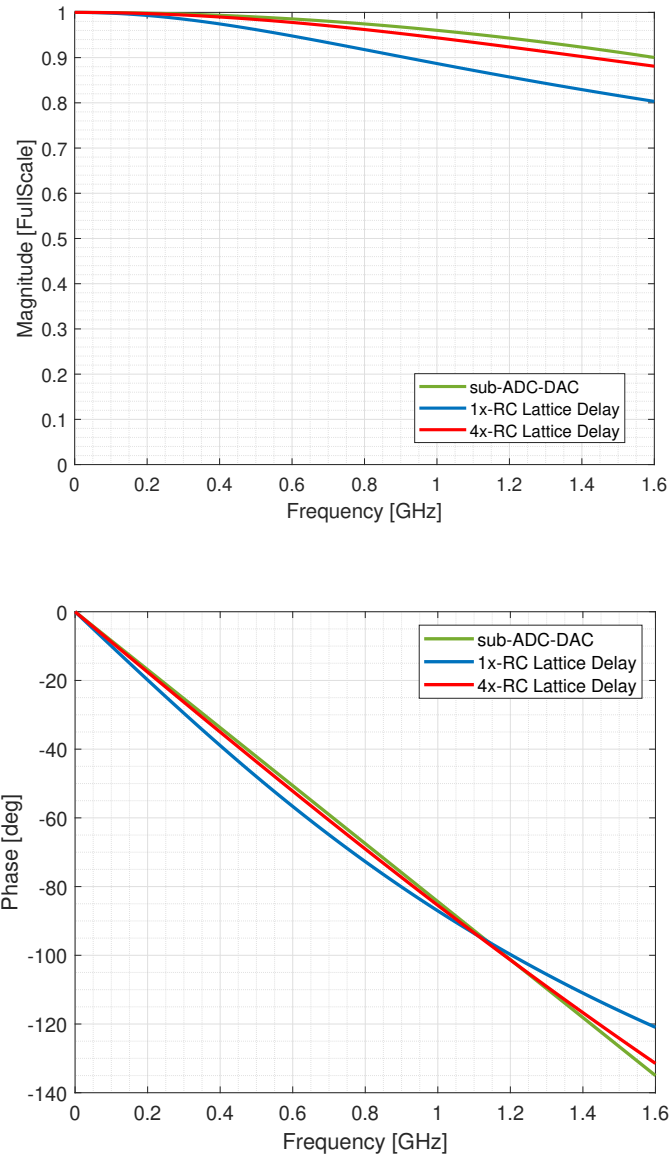 1
0.9
0.8
0.7
0.6
0.5
0.4
0.3
0.2
0.1
0
Magnitude [FullScale]
sub-ADC-DAC
1x-RC Lattice Delay
4x-RC Lattice Delay
0 0.2 0.4 0.6 0.8 1 1.2 1.4 1.6
Frequency [GHz]
0
-20
-40
-60
-80
-100
-120
-140
Phase [deg]
sub-ADC-DAC
1x-RC Lattice Delay
4x-RC Lattice Delay
0 0.2 0.4 0.6 0.8 1 1.2 1.4 1.6
Frequency [GHz]